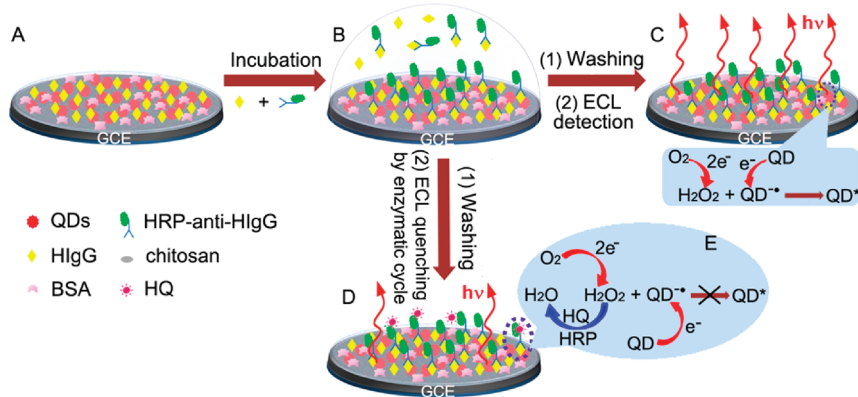 A
Incubation
+
GCE
B
GCE
(1) Washing
(2) ECL
detection
C
hν
GCE
O₂
2e⁻
e⁻
QD
H₂O₂ + QD⁻•
QD*
(1) Washing
(2) ECL quenching
by enzymatic cycle
QDs
HRP-anti-HIgG
HIgG
chitosan
BSA
HQ
D
hν
GCE
E
O₂
2e⁻
H₂O
H₂O₂ + QD⁻•
QD*
HQ
HRP
QD
e⁻